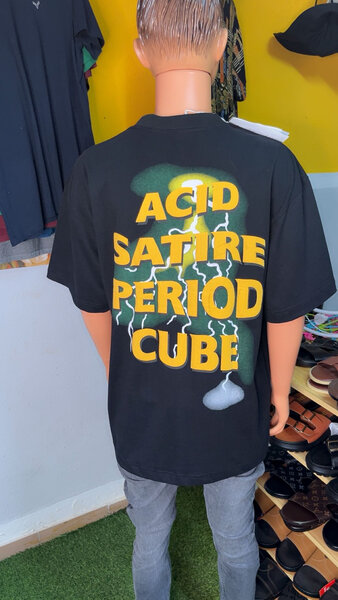 ACID
SATIRE
PERIOD
CUBE